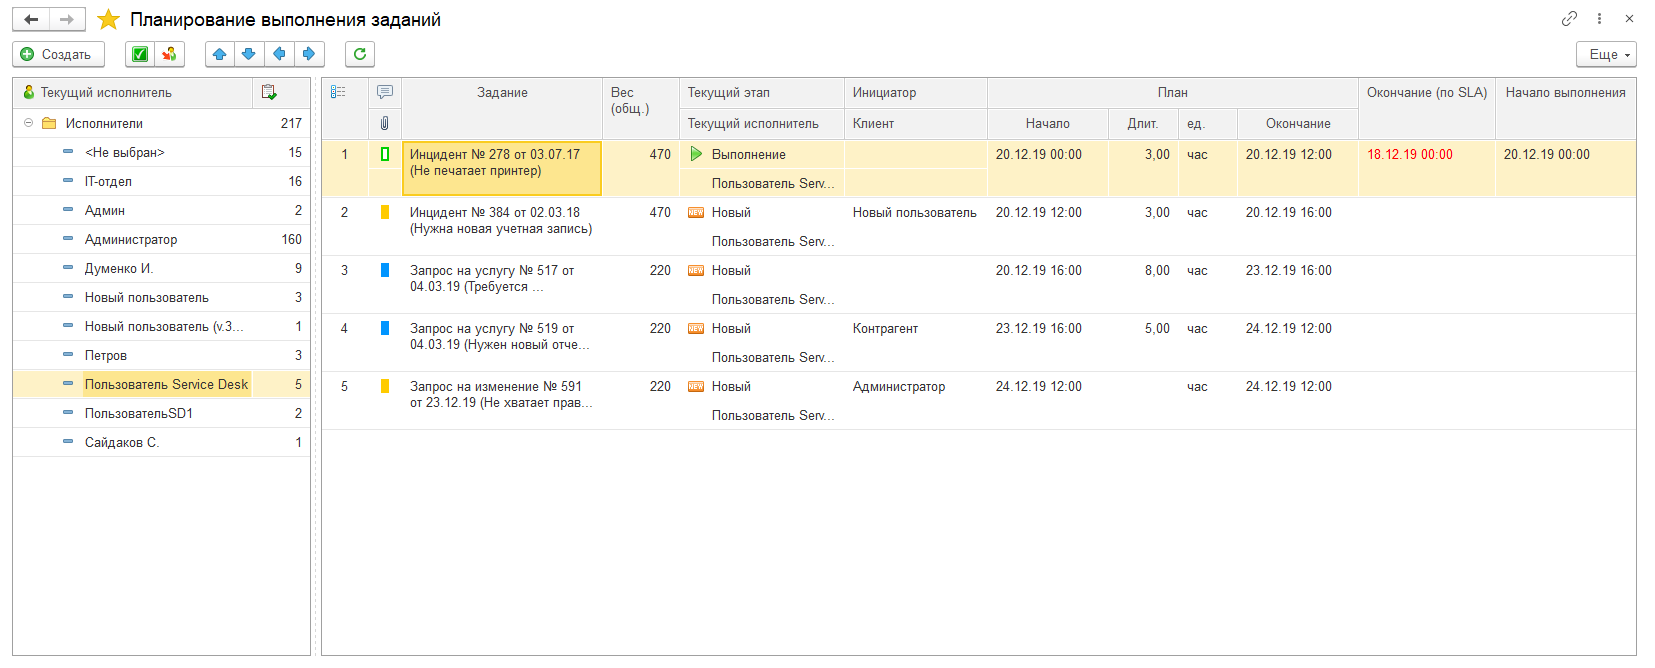 Планирование выполнения заданий
Создать
Еще
Текущий исполнитель
Исполнители 217
<Не выбран> 15
IT-отдел 16
Админ 2
Администратор 160
Думенко И. 9
Новый пользователь 3
Новый пользователь (v.3... 1
Петров 3
Пользователь Service Desk 5
ПользовательSD1 2
Сайдаков С. 1
Задание Вес Текущий этап Инициатор План Окончание (по SLA) Начало выполнения
(общ.)
Текущий исполнитель Клиент Начало Длит. ед. Окончание
1 Инцидент № 278 от 03.07.17 470 Выполнение 20.12.19 00:00 3,00 час 20.12.19 12:00 18.12.19 00:00 20.12.19 00:00
(Не печатает принтер)
Пользователь Serv...
2 Инцидент № 384 от 02.03.18 470 NEW Новый Новый пользователь 20.12.19 12:00 3,00 час 20.12.19 16:00
(Нужна новая учетная запись)
Пользователь Serv...
3 Запрос на услугу № 517 от 220 NEW Новый 20.12.19 16:00 8,00 час 23.12.19 16:00
04.03.19 (Требуется ...
Пользователь Serv...
4 Запрос на услугу № 519 от 220 NEW Новый Контрагент 23.12.19 16:00 5,00 час 24.12.19 12:00
04.03.19 (Нужен новый отче...
Пользователь Serv...
5 Запрос на изменение № 591 220 NEW Новый Администратор 24.12.19 12:00 час 24.12.19 12:00
от 23.12.19 (Не хватает прав...
Пользователь Serv...